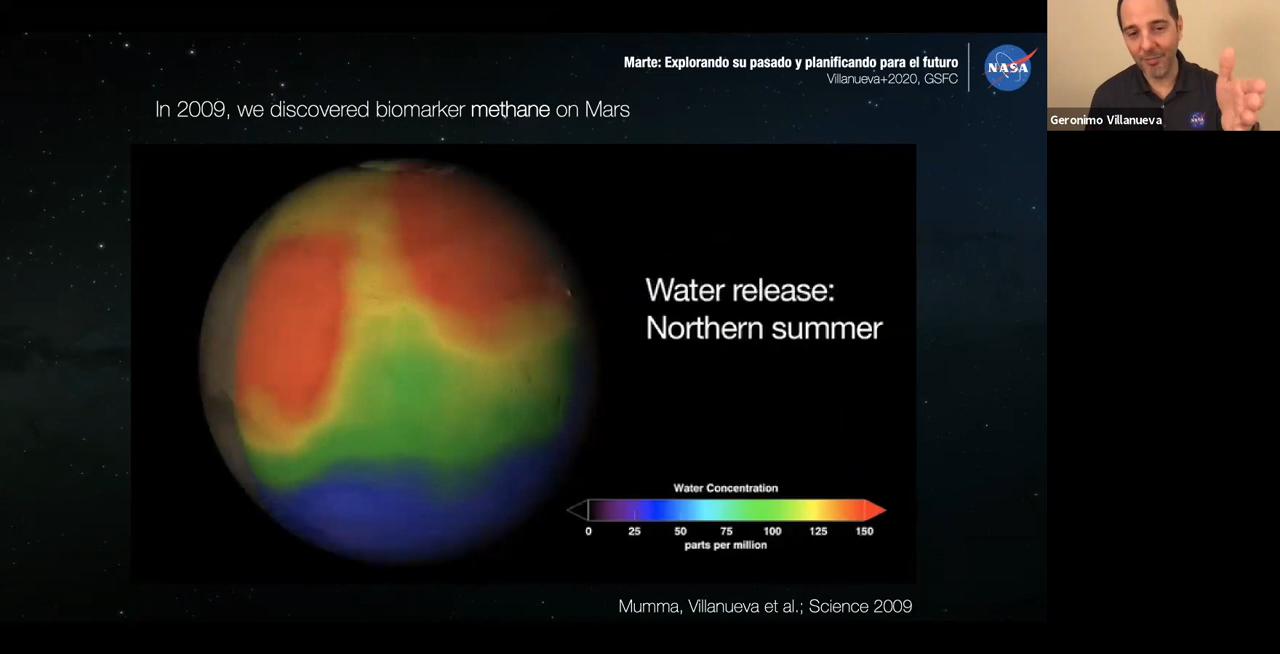 Marte: Explorando su pasado y planificando para el futuro
Villanueva+2020, GSFC
NASA
In 2009, we discovered biomarker methane on Mars
Geronimo Villanueva
NASA
Water release:
Northern summer
Water Concentration
0 25 50 75 100 125 150
parts per million
Mumma, Villanueva et al.; Science 2009